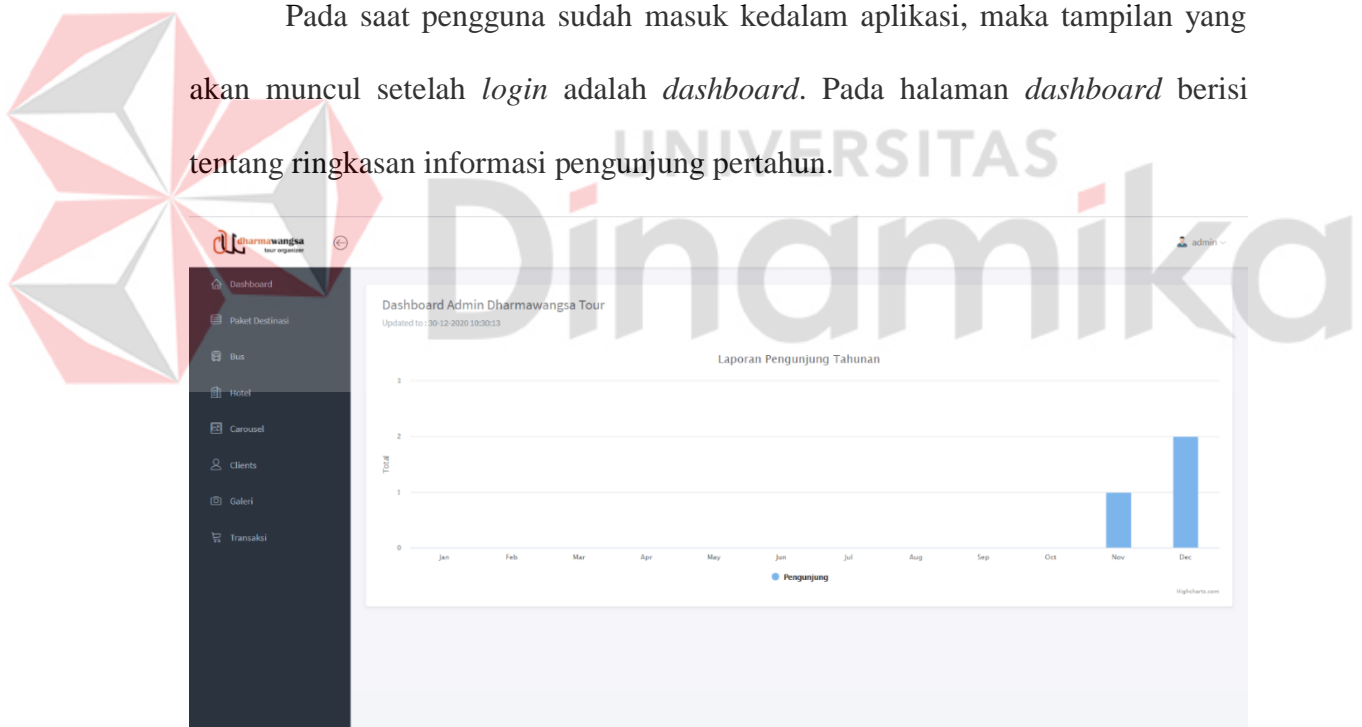 Pada saat pengguna sudah masuk kedalam aplikasi, maka tampilan yang
akan muncul setelah login adalah dashboard. Pada halaman dashboard berisi
tentang ringkasan informasi pengunjung pertahun.
UNIVERSITAS
Dinamika
dharmawangsa
tour organizer
admin
Dashboard
Paket Destinasi
Bus
Hotel
Carousel
Clients
Galeri
Transaksi
Dashboard Admin Dharmawangsa Tour
Updated to : 30-12-2020 10:30:13
Laporan Pengunjung Tahunan
Total
3
2
1
0
Jan Feb Mar Apr May Jun Jul Aug Sep Oct Nov Dec
Pengunjung
Highcharts.com